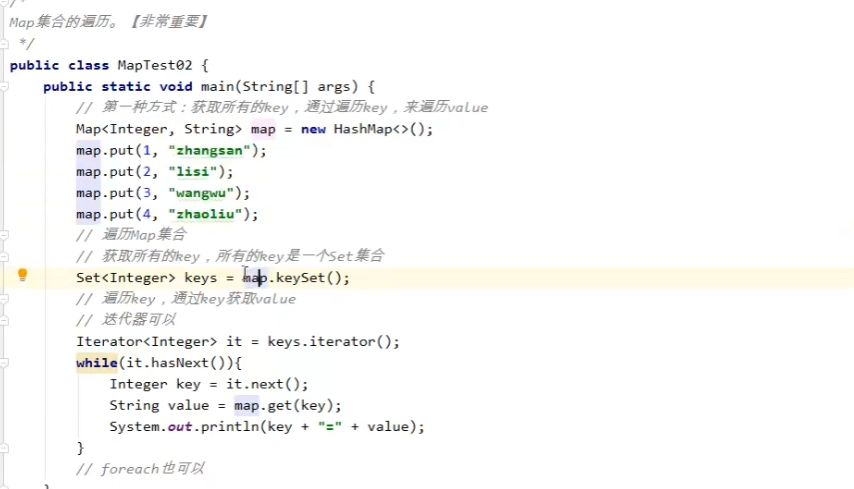 /*
Map集合的遍历。【非常重要】
*/
public class MapTest02 {
public static void main(String[] args) {
// 第一种方式：获取所有的key，通过遍历key，来遍历value
Map<Integer, String> map = new HashMap<>();
map.put(1, "zhangsan");
map.put(2, "lisi");
map.put(3, "wangwu");
map.put(4, "zhaoliu");
// 遍历Map集合
// 获取所有的key，所有的key是一个Set集合
Set<Integer> keys = map.keySet();
// 遍历key，通过key获取value
// 迭代器可以
Iterator<Integer> it = keys.iterator();
while(it.hasNext()){
Integer key = it.next();
String value = map.get(key);
System.out.println(key + "=" + value);
}
// foreach也可以